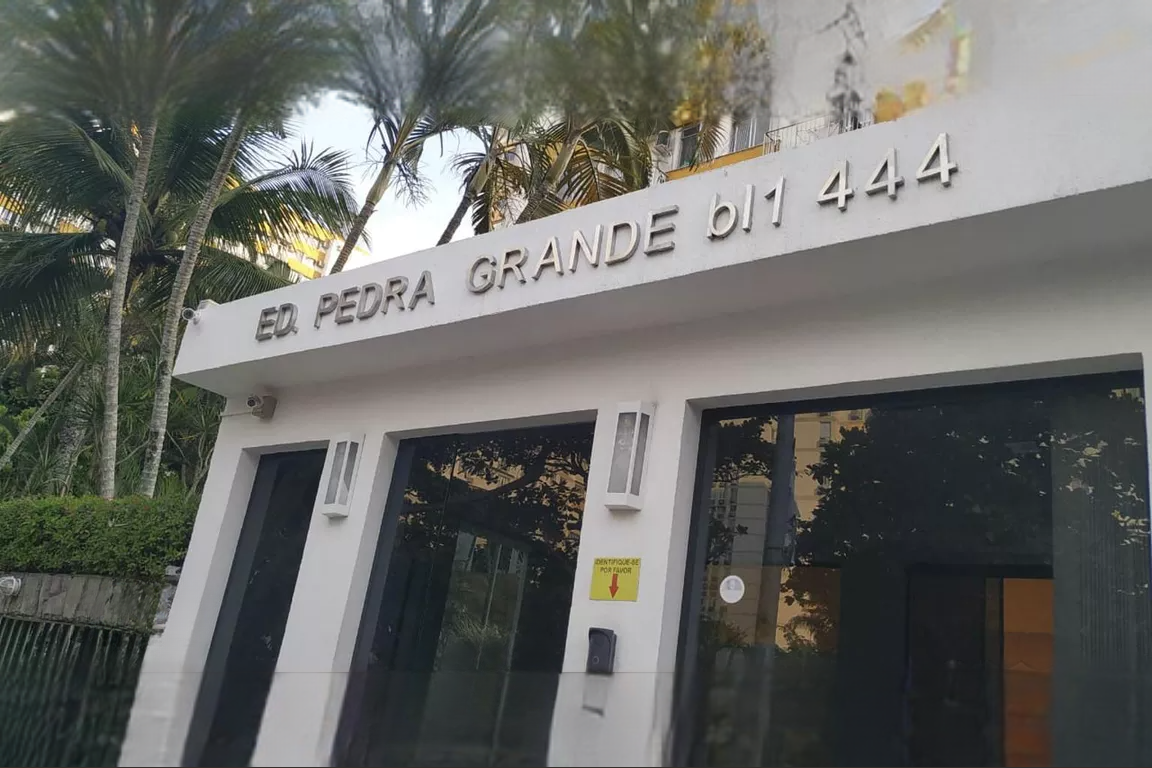 ED. PEDRA GRANDE bl1 444
IDENTIFIQUE-SE
POR FAVOR